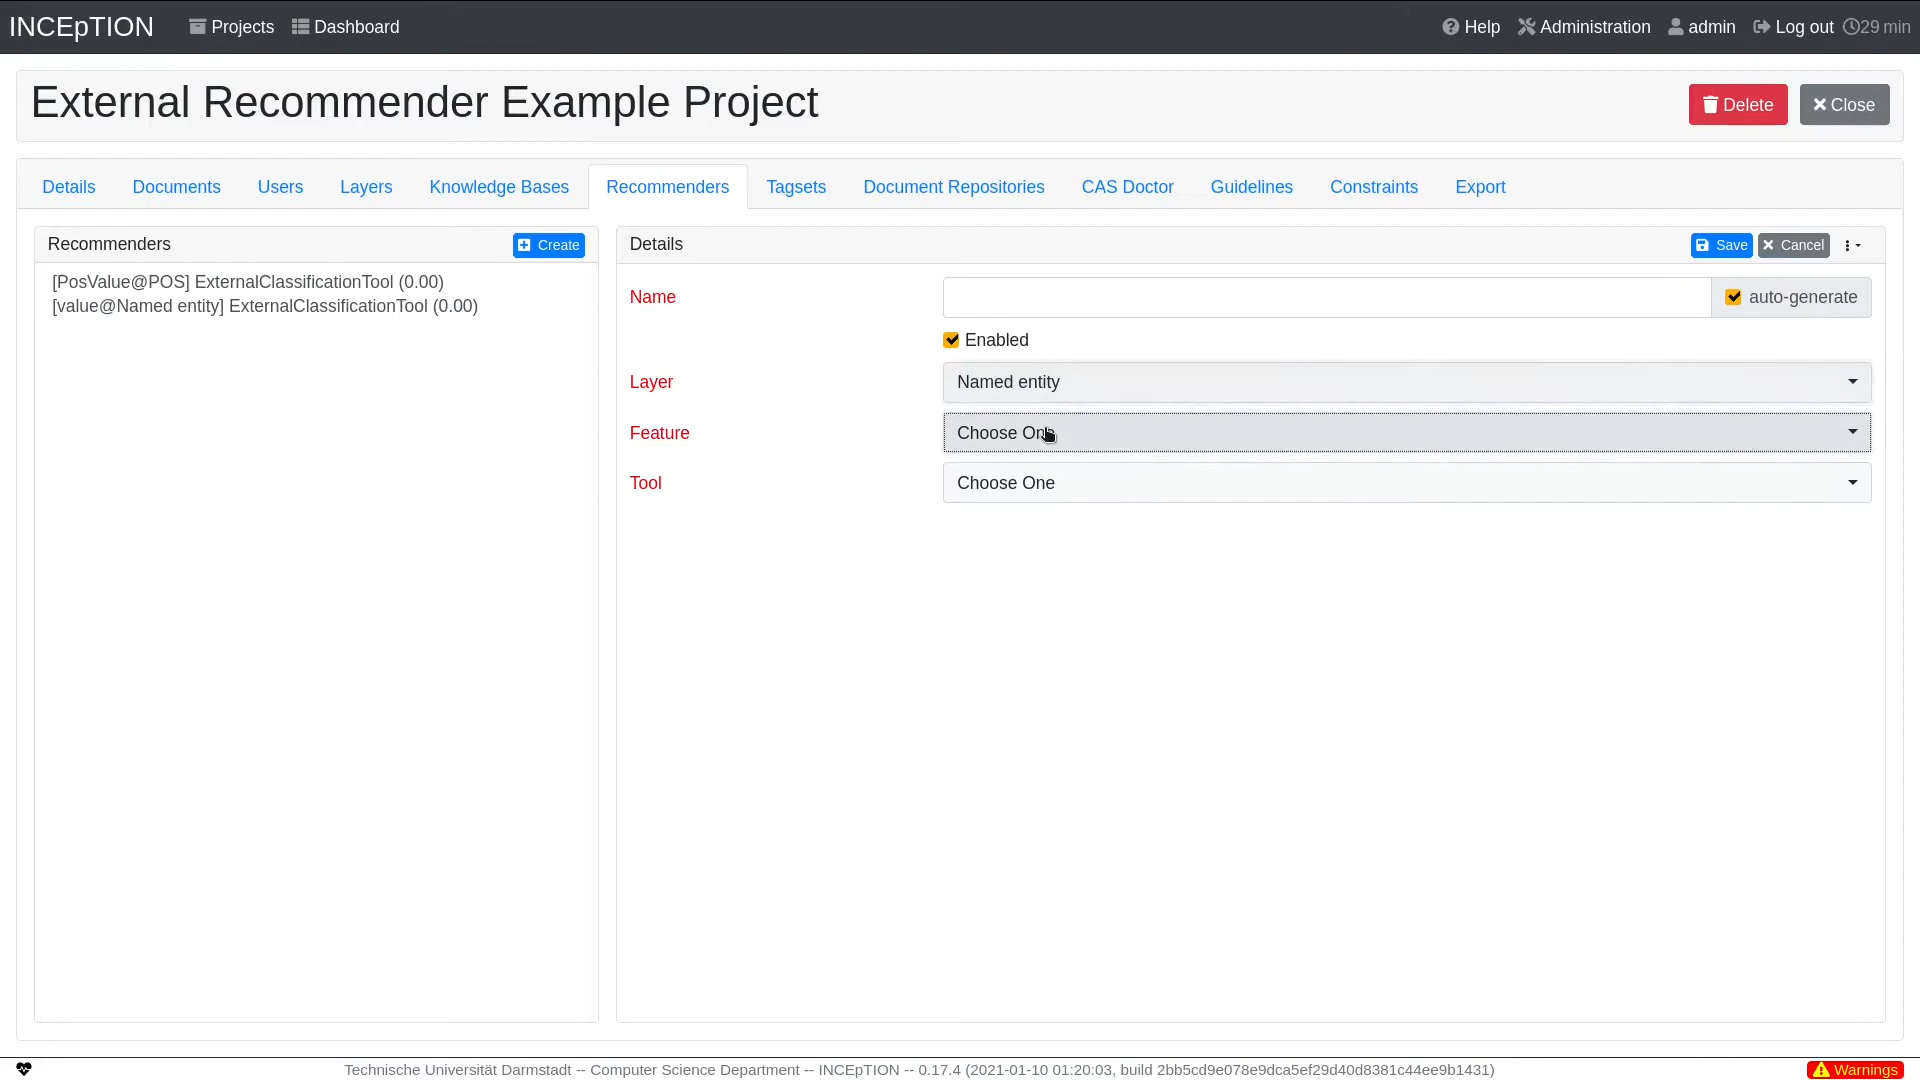 INCEpTION Projects Dashboard Help Administration admin Log out 29 min
External Recommender Example Project Delete Close
Details Documents Users Layers Knowledge Bases Recommenders Tagsets Document Repositories CAS Doctor Guidelines Constraints Export
Recommenders Create
[PosValue@POS] ExternalClassificationTool (0.00)
[value@Named entity] ExternalClassificationTool (0.00)
Details Save Cancel
Name auto-generate
Enabled
Layer Named entity
Feature Choose One
Tool Choose One
Technische Universität Darmstadt -- Computer Science Department -- INCEpTION -- 0.17.4 (2021-01-10 01:20:03, build 2bb5cd9e078e9dca5ef29d40d8381c44ee9b1431) Warnings